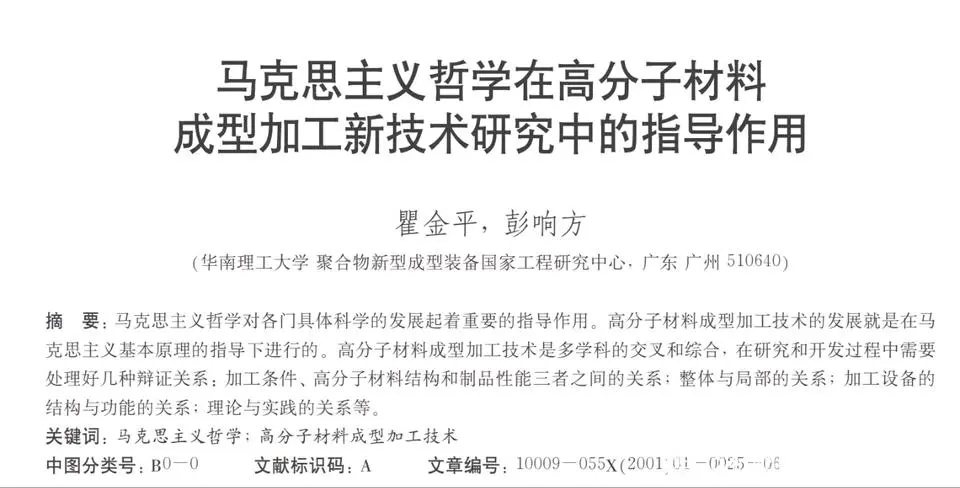 马克思主义哲学在高分子材料
成型加工新技术研究中的指导作用
瞿金平，彭响方
(华南理工大学 聚合物新型成型装备国家工程研究中心，广东 广州 510640)
摘 要：马克思主义哲学对各门具体科学的发展起着重要的指导作用。高分子材料成型加工技术的发展就是在马
克思主义基本原理的指导下进行的。高分子材料成型加工技术是多学科的交叉和综合，在研究和开发过程中需要
处理好几种辩证关系：加工条件、高分子材料结构和制品性能三者之间的关系；整体与局部的关系；加工设备的
结构与功能的关系；理论与实践的关系等。
关键词：马克思主义哲学；高分子材料成型加工技术
中图分类号：B0－0 文献标识码：A 文章编号：10009－055X(2001)01－0025－06